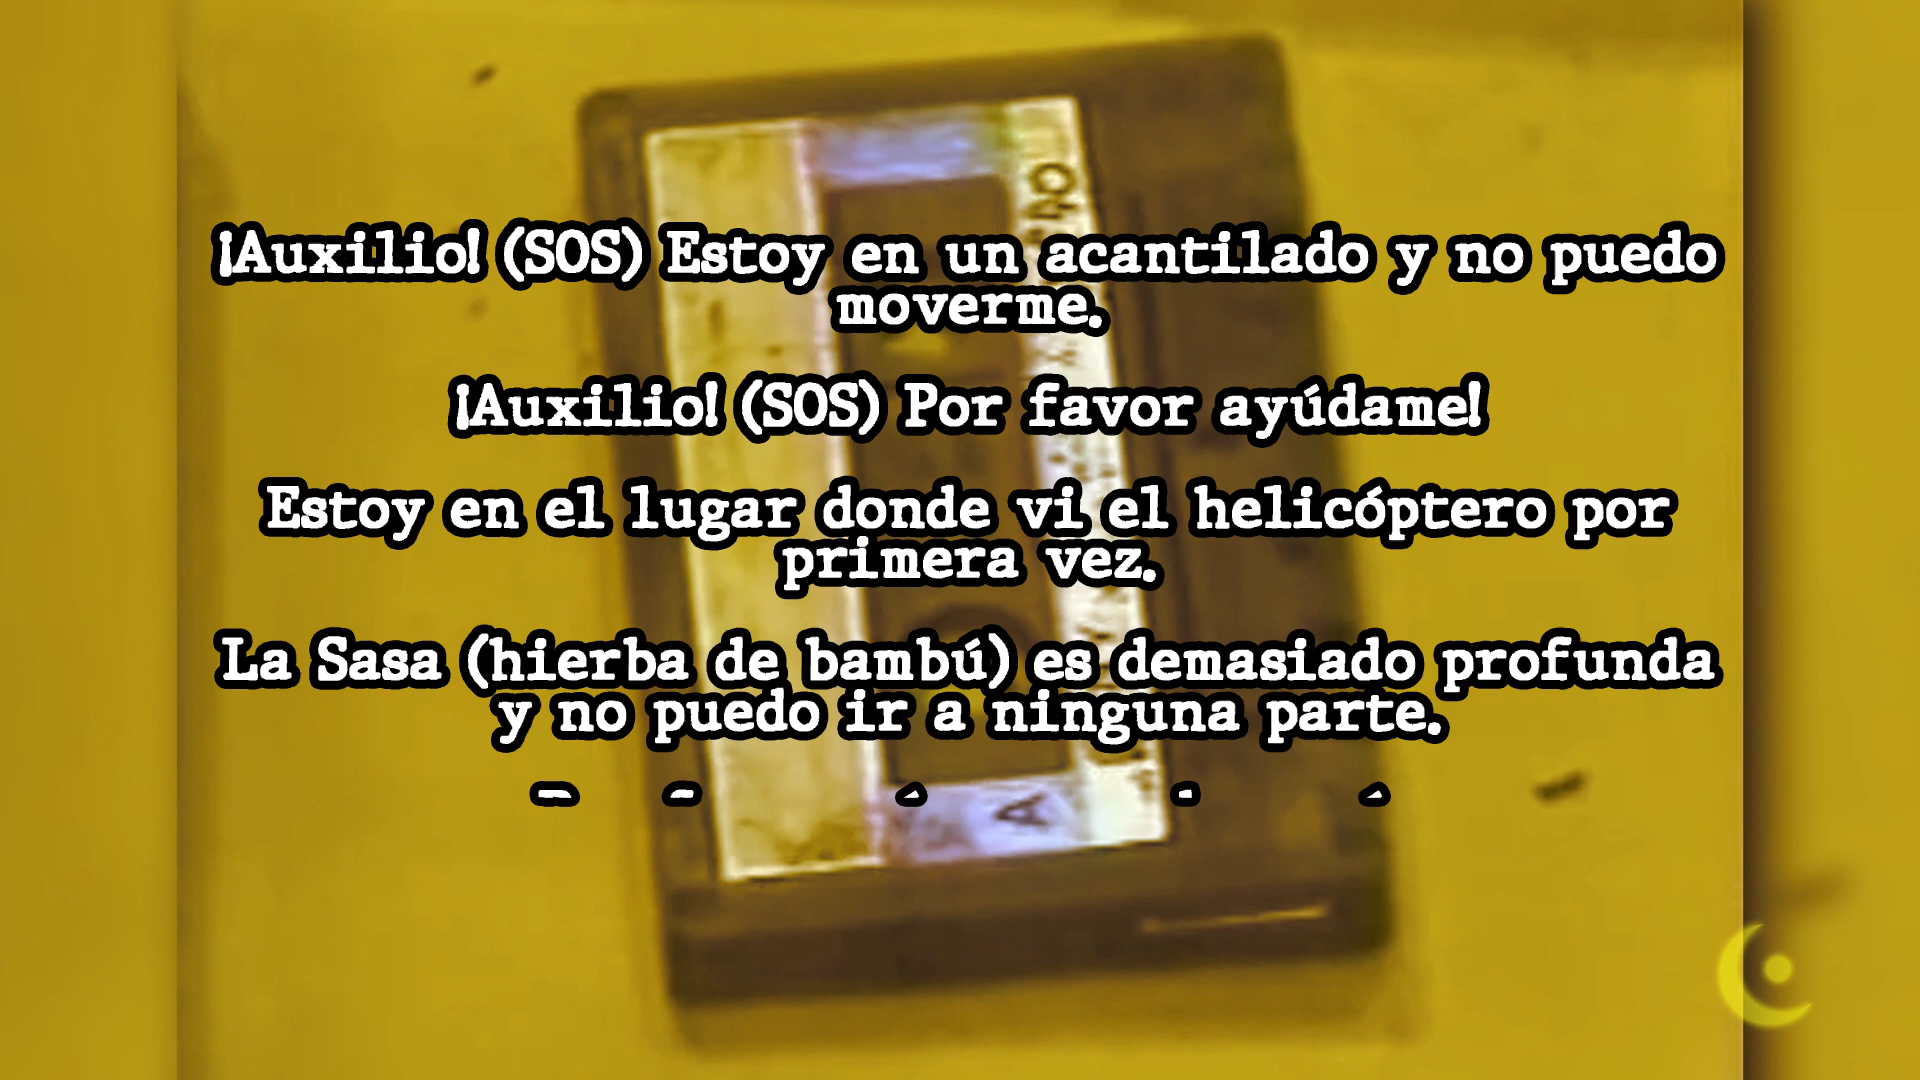 ¡Auxilio! (SOS) Estoy en un acantilado y no puedo
moverme.
¡Auxilio! (SOS) Por favor ayúdame!
Estoy en el lugar donde vi el helicóptero por
primera vez.
La Sasa (hierba de bambú) es demasiado profunda
y no puedo ir a ninguna parte.
A